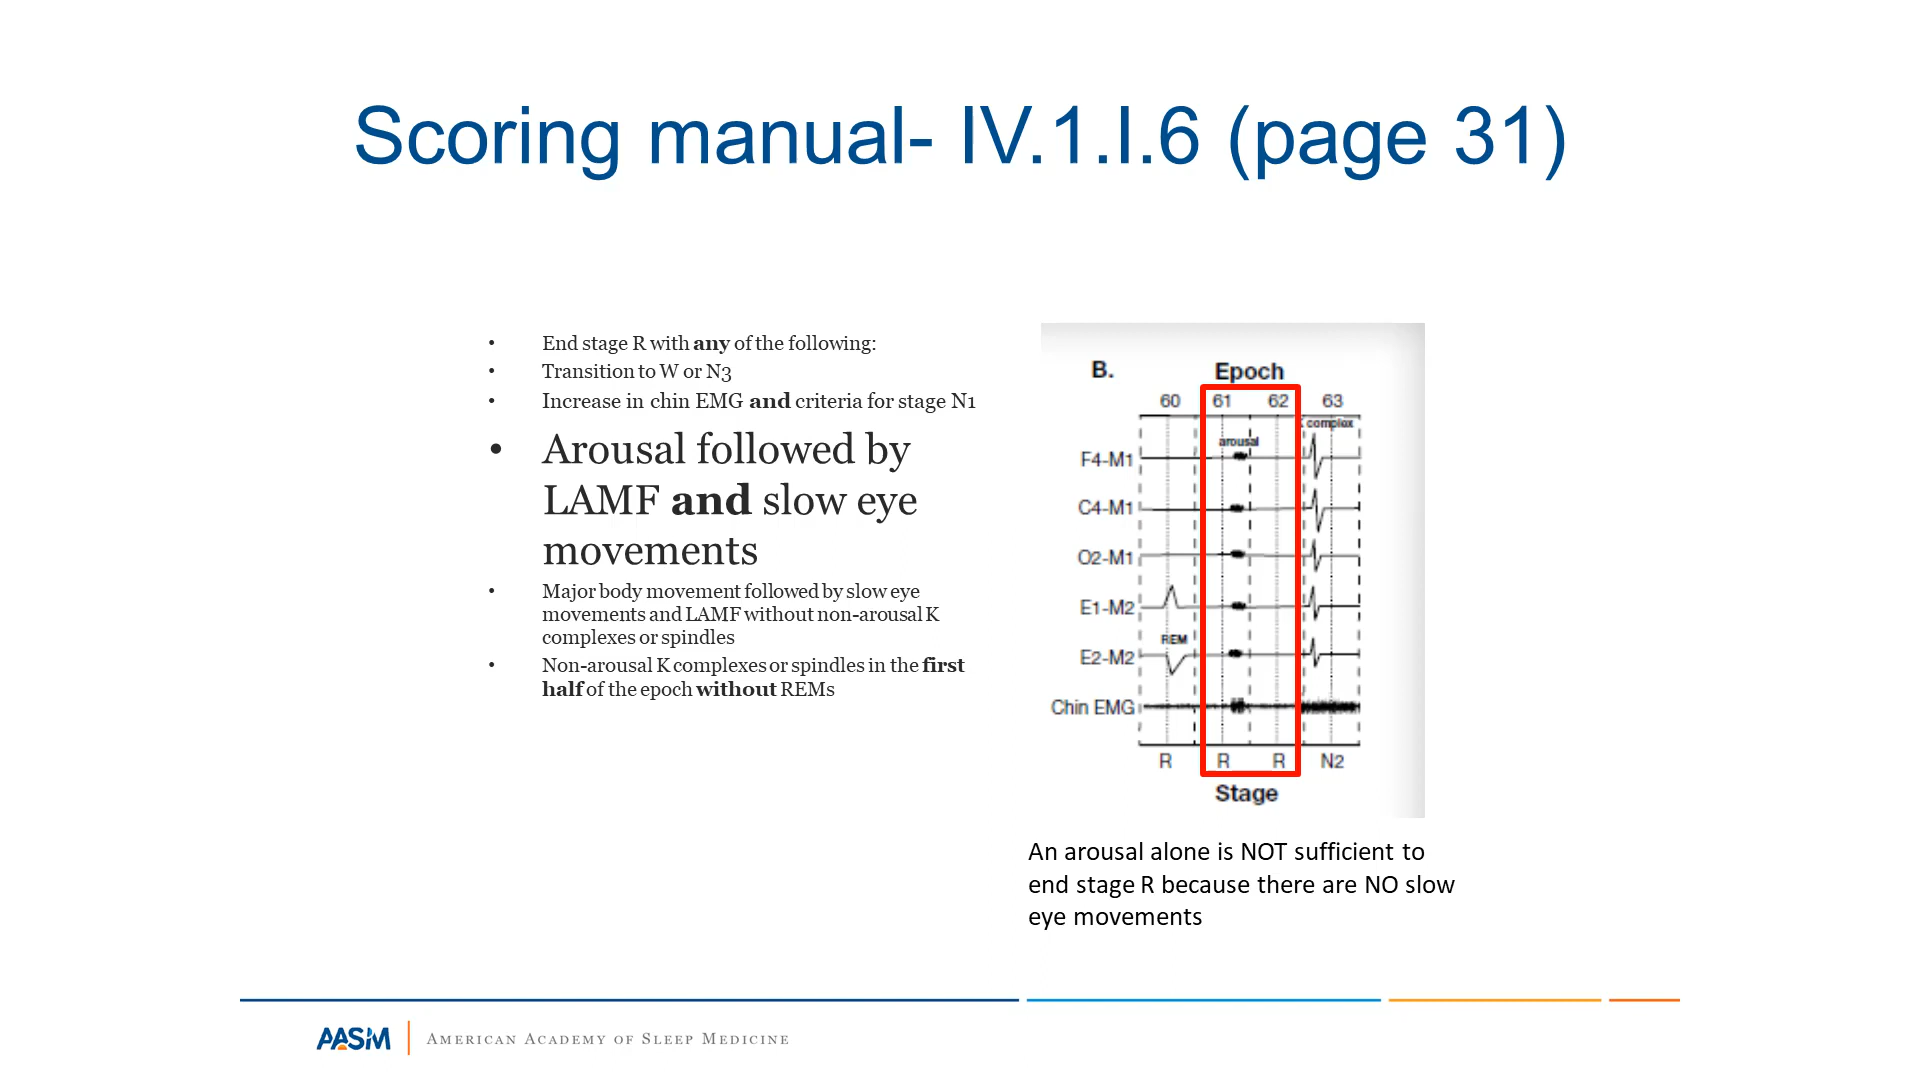 Scoring manual- IV.1.I.6 (page 31)
• End stage R with any of the following:
• Transition to W or N3
• Increase in chin EMG and criteria for stage N1
• Arousal followed by
LAMF and slow eye
movements
• Major body movement followed by slow eye
movements and LAMF without non-arousal K
complexes or spindles
• Non-arousal K complexes or spindles in the first
half of the epoch without REMs
B.
Epoch
60 61 62 63
K complex
arousal
F4-M1
C4-M1
O2-M1
E1-M2
REM
E2-M2
Chin EMG
R R R N2
Stage
An arousal alone is NOT sufficient to
end stage R because there are NO slow
eye movements
AASM
AMERICAN ACADEMY OF SLEEP MEDICINE